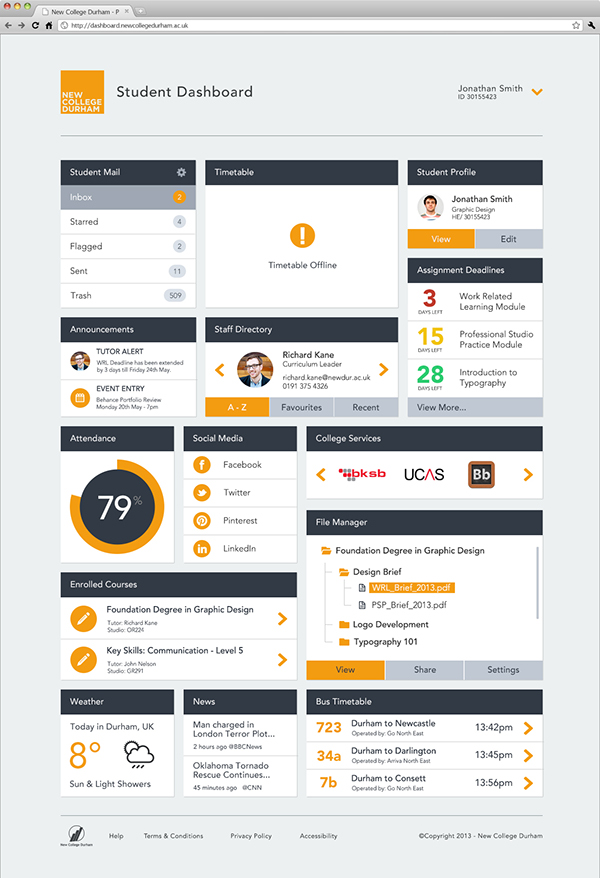 New College Durham - P
http://dashboard.newcollegedurham.ac.uk
NEW
COLLEGE
DURHAM
Student Dashboard
Jonathan Smith
ID 30155423
Student Mail
Inbox 2
Starred 4
Flagged 2
Sent 11
Trash 509
Timetable
!
Timetable Offline
Student Profile
Jonathan Smith
Graphic Design
HE/ 30155423
View Edit
Assignment Deadlines
3 DAYS LEFT
Work Related
Learning Module
15 DAYS LEFT
Professional Studio
Practice Module
28 DAYS LEFT
Introduction to
Typography
View More...
Announcements
TUTOR ALERT
WRL Deadline has been extended
by 3 days till Friday 24th May.
EVENT ENTRY
Behance Portfolio Review
Monday 20th May - 7pm
Staff Directory
Richard Kane
Curriculum Leader
richard.kane@newdur.ac.uk
0191 375 4326
A - Z Favourites Recent
Attendance
79%
Social Media
f Facebook
Twitter
Pinterest
in LinkedIn
College Services
bksb UCAS Bb
File Manager
Foundation Degree in Graphic Design
Design Brief
WRL_Brief_2013.pdf
PSP_Brief_2013.pdf
Logo Development
Typography 101
View Share Settings
Enrolled Courses
Foundation Degree in Graphic Design
Tutor: Richard Kane
Studio: OR224
Key Skills: Communication - Level 5
Tutor: John Nelson
Studio: GR291
Weather
Today in Durham, UK
8°
Sun & Light Showers
News
Man charged in
London Terror Plot...
2 hours ago @BBCNews
Oklahoma Tornado
Rescue Continues...
45 minutes ago @CNN
Bus Timetable
723 Durham to Newcastle 13:42pm
Operated by: Go North East
34a Durham to Darlington 13:45pm
Operated by: Arriva North East
7b Durham to Consett 13:56pm
Operated by: Go North East
New College Durham
Help Terms & Conditions Privacy Policy Accessibility ©Copyright 2013 - New College Durham